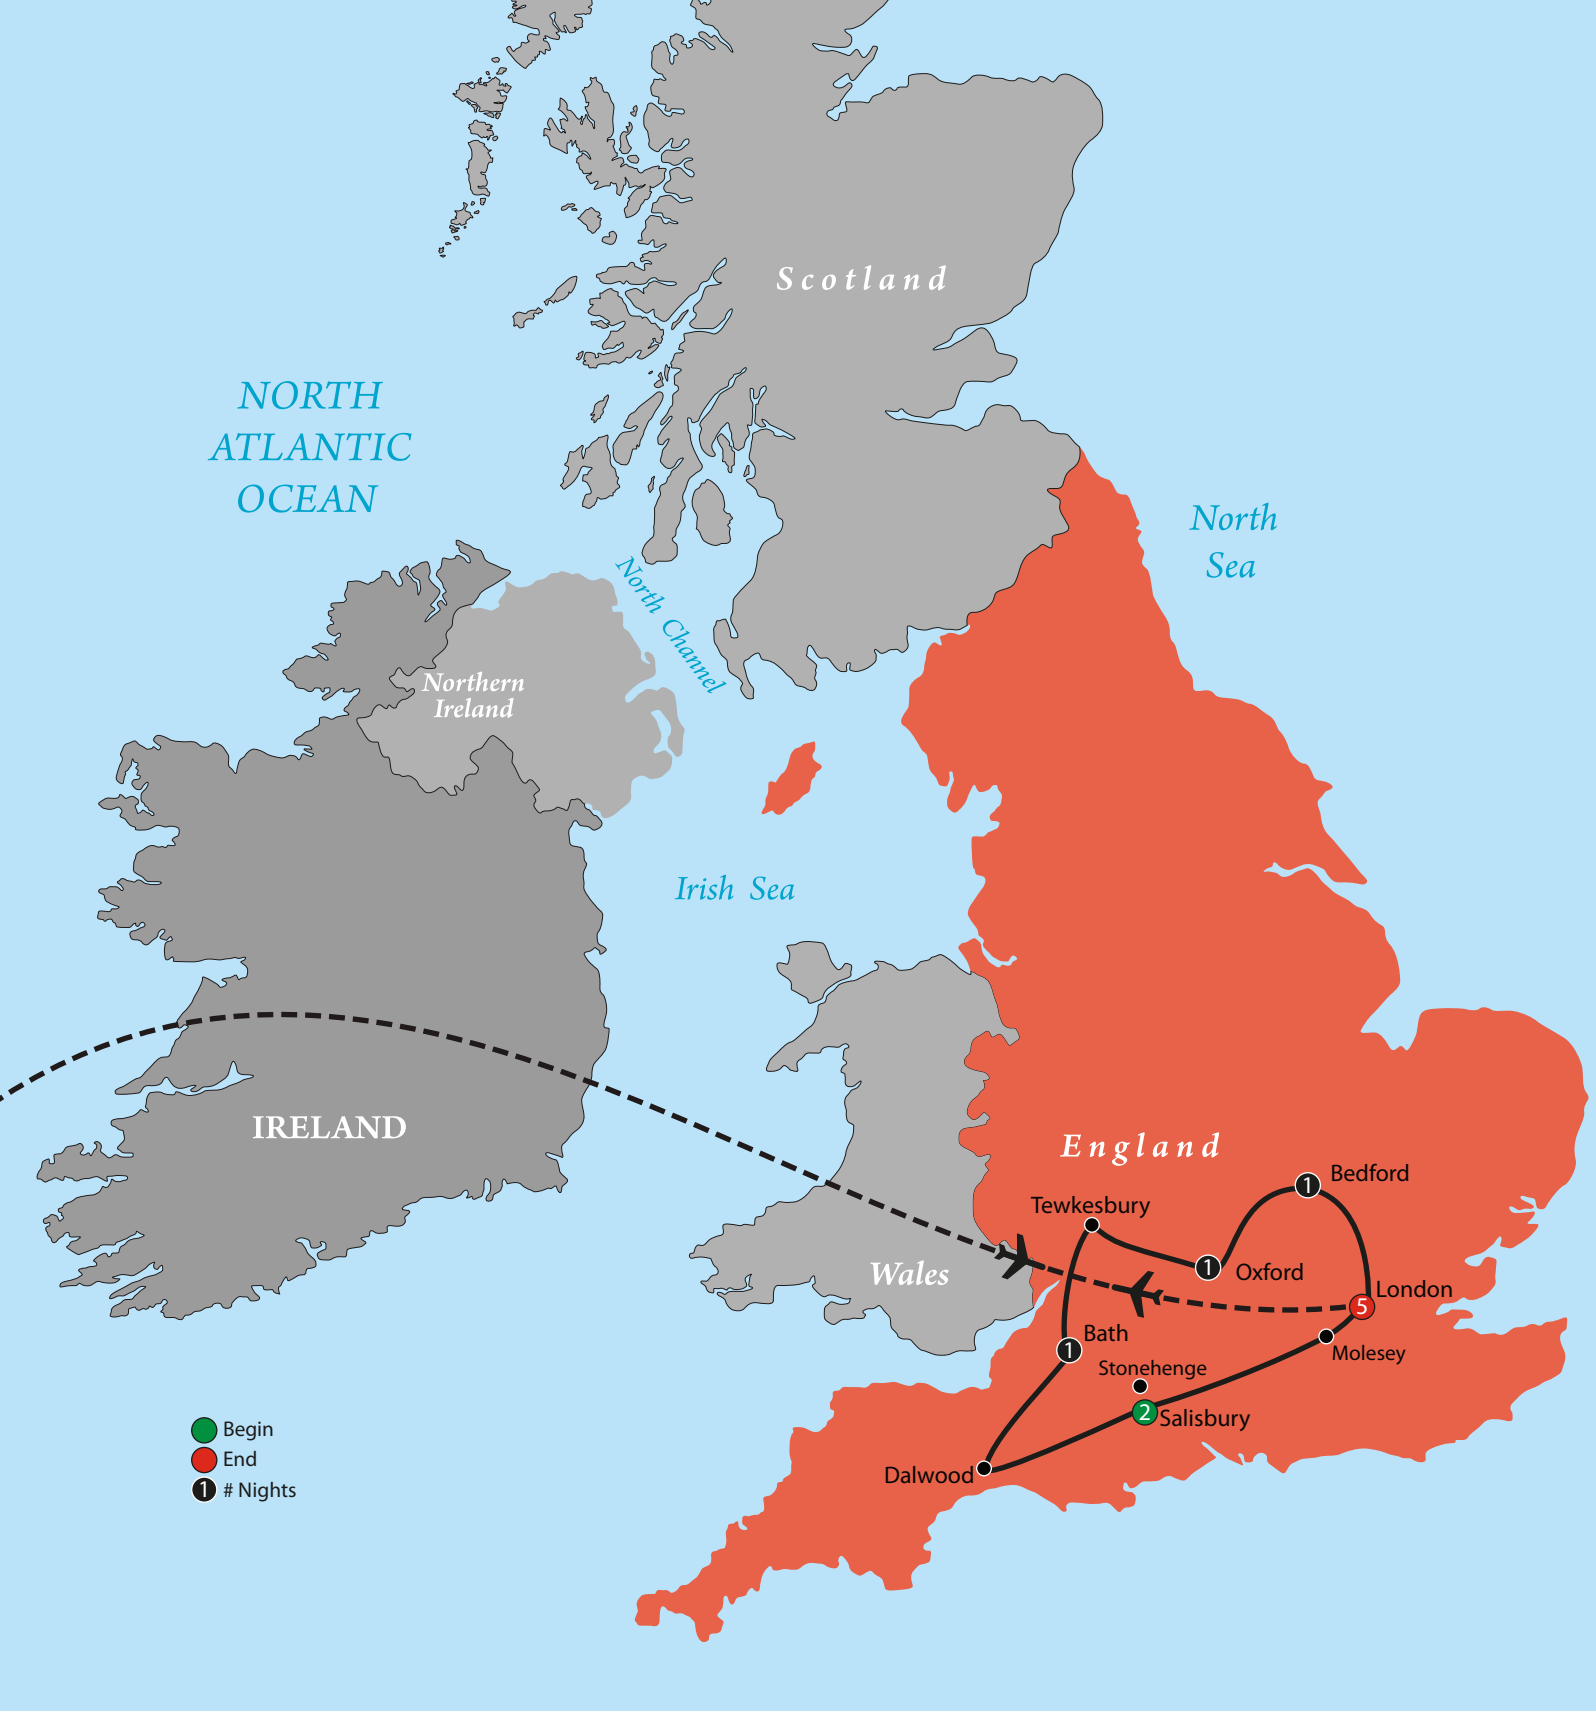 Scotland
NORTH
ATLANTIC
OCEAN
North
Sea
North Channel
Northern
Ireland
Irish Sea
IRELAND
England
Bedford
1
Tewkesbury
1
Oxford
Wales
London
5
Bath
1
Molesey
Stonehenge
2
Salisbury
Dalwood
Begin
End
1 # Nights